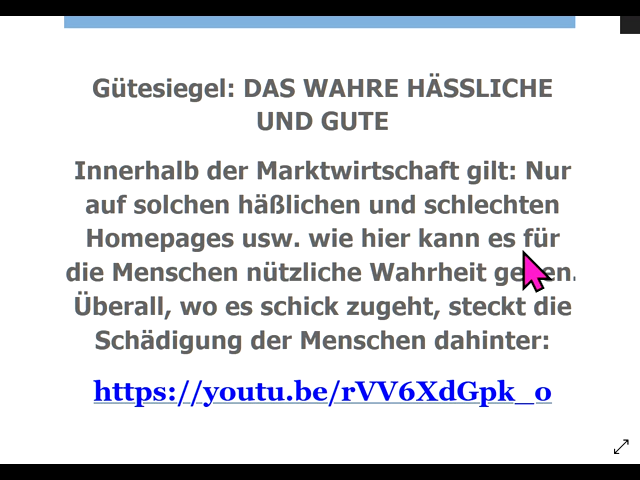 Gütesiegel: DAS WAHRE HÄSSLICHE
UND GUTE
Innerhalb der Marktwirtschaft gilt: Nur
auf solchen häßlichen und schlechten
Homepages usw. wie hier kann es für
die Menschen nützliche Wahrheit
Überall, wo es schick zugeht, steckt die
Schädigung der Menschen dahinter:
https://youtu.be/rVV6XdGpk_o